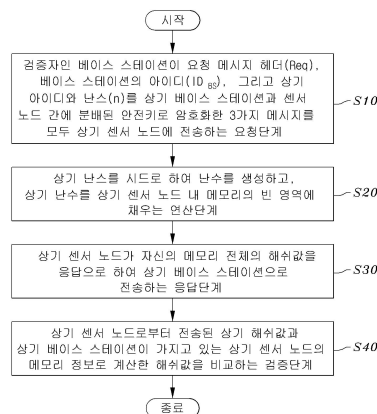 시작
검증자인 베이스 스테이션이 요청 메시지 헤더(Req),
베이스 스테이션의 아이디(ID BS), 그리고 상기
아이디와 난스(n)를 상기 베이스 스테이션과 센서
노드 간에 분배된 안전키로 암호화한 3가지 메시지를
모두 상기 센서 노드에 전송하는 요청단계
S10
상기 난스를 시드로 하여 난수를 생성하고,
상기 난수를 상기 센서 노드 내 메모리의 빈 영역에
채우는 연산단계
S20
상기 센서 노드가 자신의 메모리 전체의 해쉬값을
응답으로 하여 상기 베이스 스테이션으로
전송하는 응답단계
S30
상기 센서 노드로부터 전송된 상기 해쉬값과
상기 베이스 스테이션이 가지고 있는 상기 센서 노드의
메모리 정보로 계산한 해쉬값을 비교하는 검증단계
S40
종료